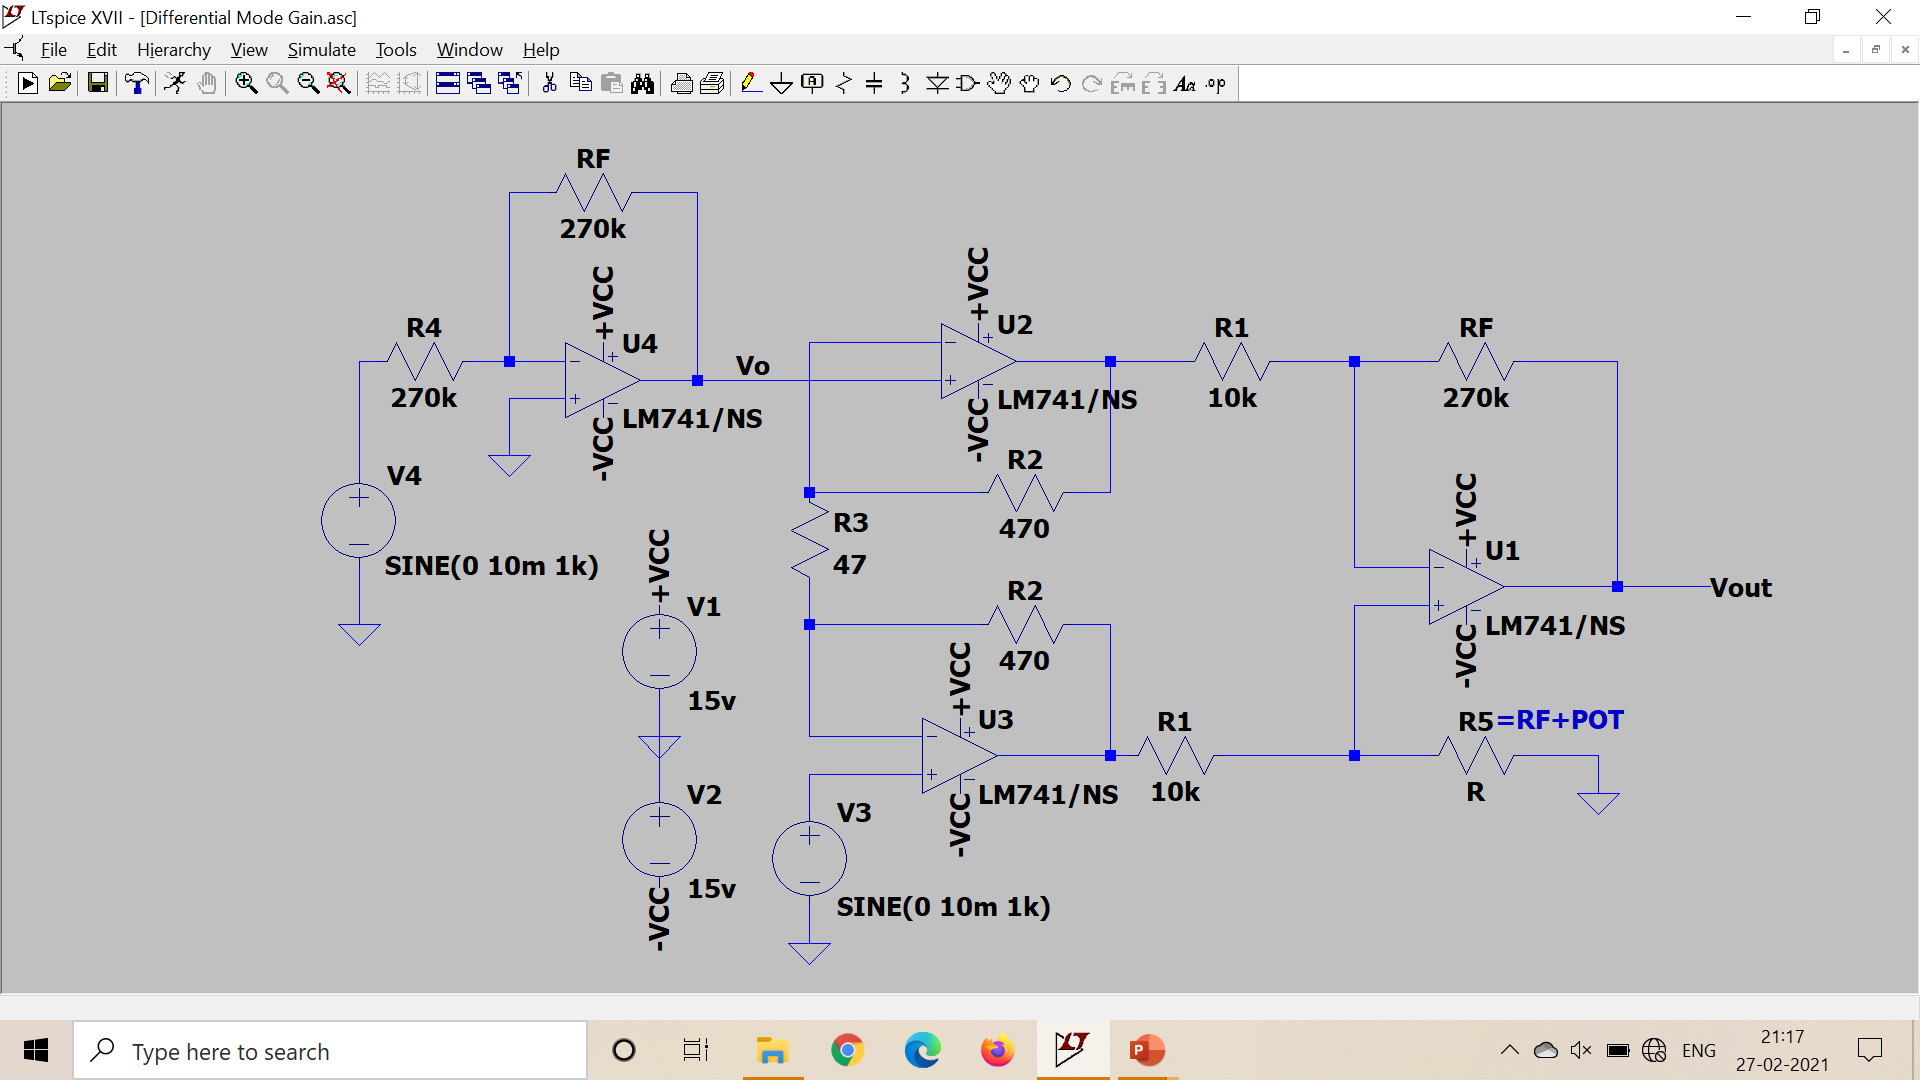 LTspice XVII - [Differential Mode Gain.asc]
File Edit Hierarchy View Simulate Tools Window Help
RF
270k
+VCC
U4
LM741/NS
-VCC
R4
270k
V4
SINE(0 10m 1k)
Vo
+VCC
U2
LM741/NS
-VCC
R1
10k
RF
270k
R2
470
R3
47
R2
470
+VCC
V1
15v
V2
15v
-VCC
+VCC
U3
LM741/NS
-VCC
V3
SINE(0 10m 1k)
R1
10k
+VCC
U1
LM741/NS
-VCC
Vout
R5=RF+POT
R
Type here to search
ENG
21:17
27-02-2021